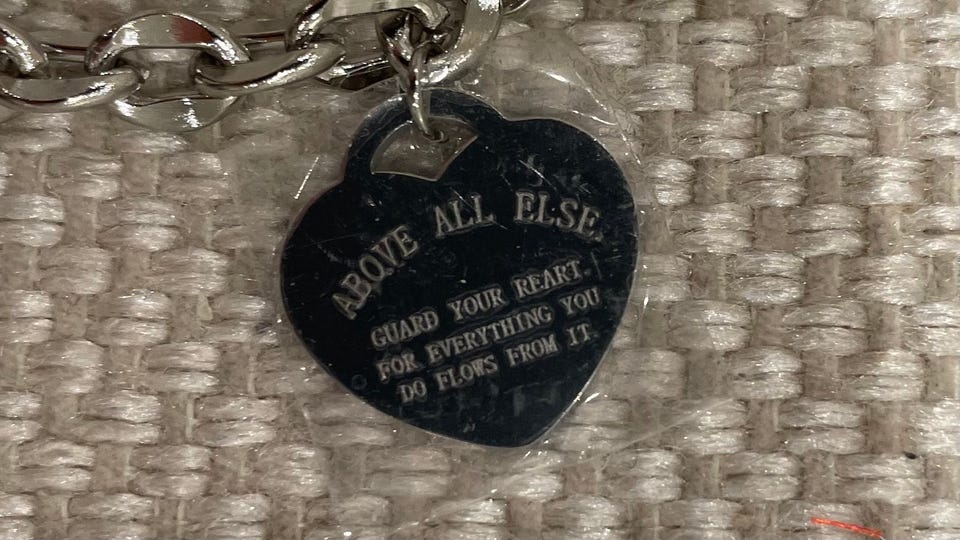 ABOVE ALL ELSE,
GUARD YOUR REART.
FOR EVERYTHING YOU
DO FLOWS FROM IT.